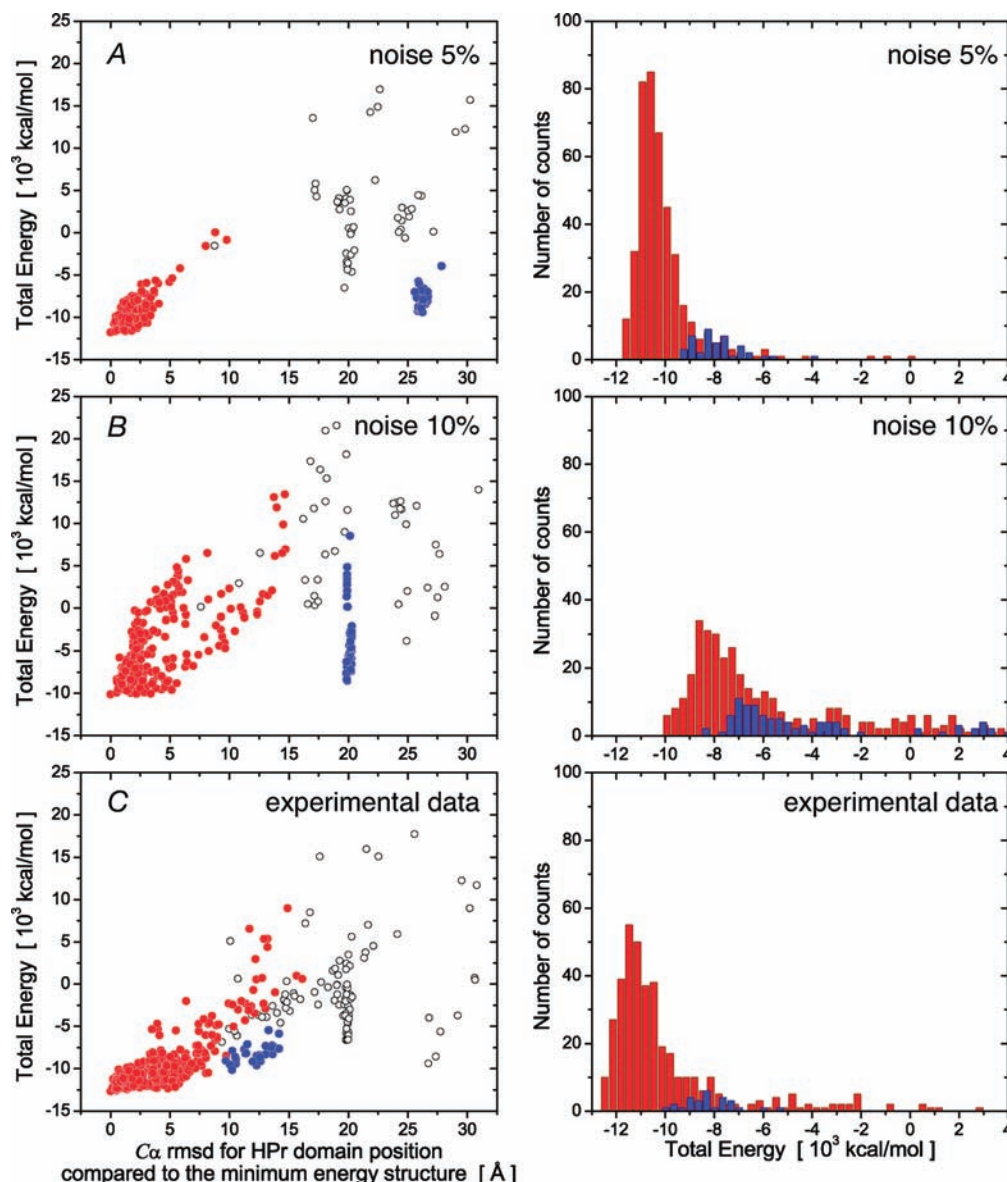 A
noise 5%
Total Energy [ 10³ kcal/mol ]
25
20
15
10
5
0
-5
-10
-15
0 5 10 15 20 25 30
noise 5%
Number of counts
100
80
60
40
20
0
-12 -10 -8 -6 -4 -2 0 2 4
B
noise 10%
Total Energy [ 10³ kcal/mol ]
25
20
15
10
5
0
-5
-10
-15
0 5 10 15 20 25 30
noise 10%
Number of counts
100
80
60
40
20
0
-12 -10 -8 -6 -4 -2 0 2 4
C
experimental data
Total Energy [ 10³ kcal/mol ]
25
20
15
10
5
0
-5
-10
-15
0 5 10 15 20 25 30
Cα rmsd for HPr domain position
compared to the minimum energy structure [ Å ]
experimental data
Number of counts
100
80
60
40
20
0
-12 -10 -8 -6 -4 -2 0 2 4
Total Energy [ 10³ kcal/mol ]